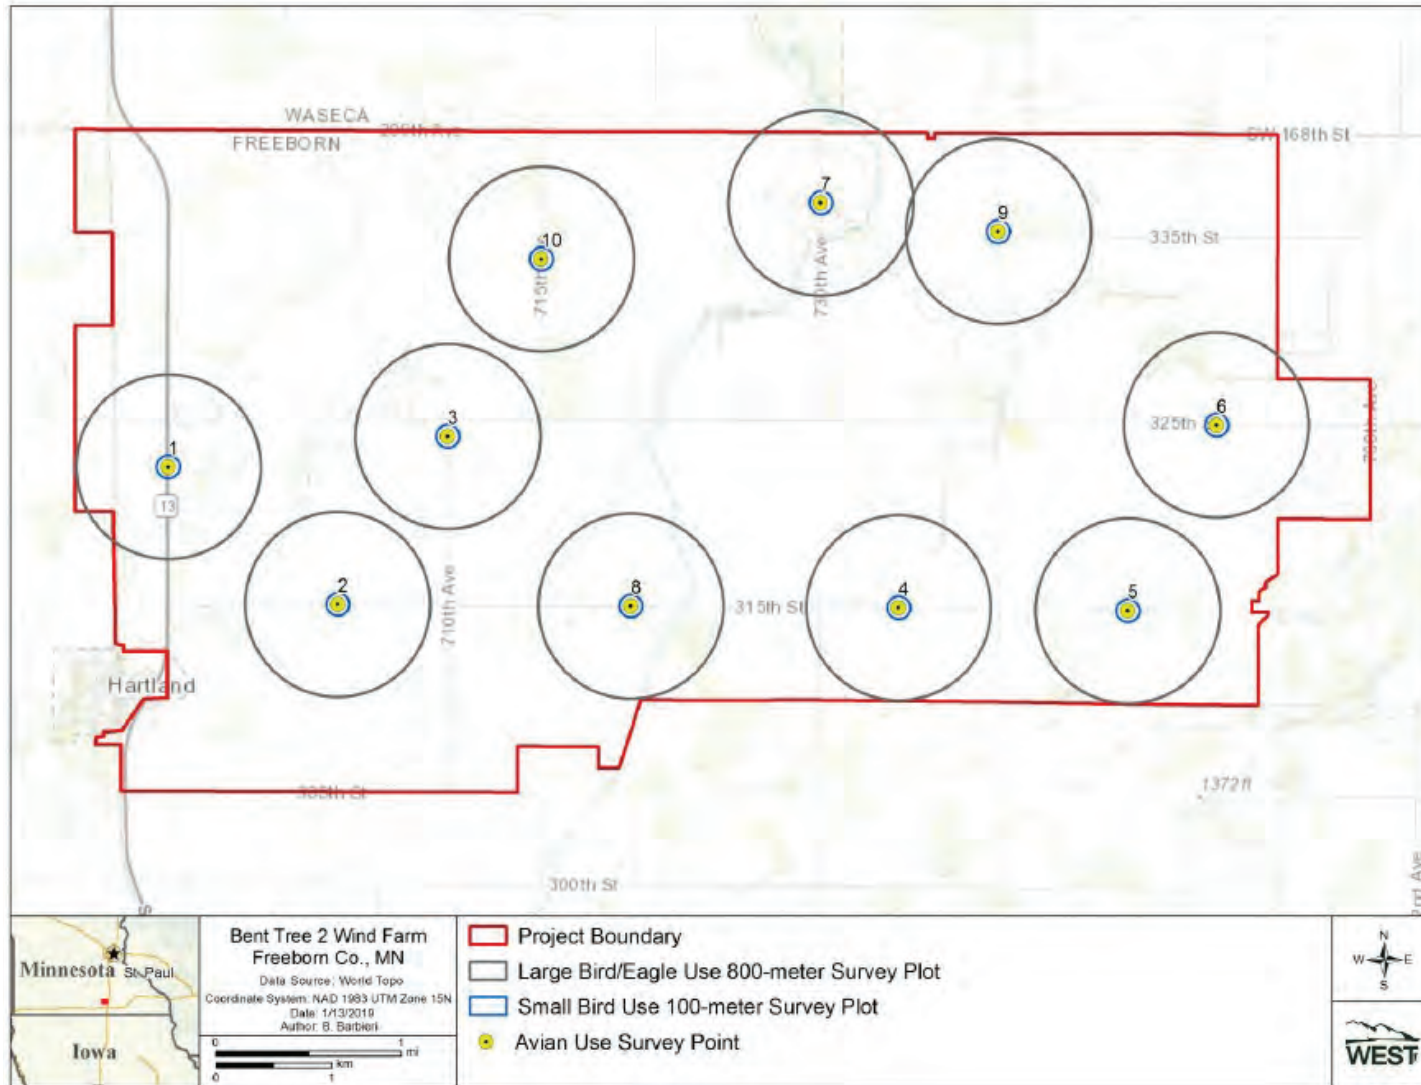 WASECA
FREEBORN
SW 168th St
7
9
10
335th St
715th
730th Ave
3
6
325th
1
13
2
8
4
5
315th St
710th Ave
Hartland
305th St
1372 ft
300th St
Minnesota
St. Paul
Iowa
Bent Tree 2 Wind Farm
Freeborn Co., MN
Data Source: World Topo
Coordinate System: NAD 1983 UTM Zone 15N
Date: 1/13/2019
Author: B. Barbieri
0 1
mi
km
0 1
Project Boundary
Large Bird/Eagle Use 800-meter Survey Plot
Small Bird Use 100-meter Survey Plot
Avian Use Survey Point
N
W E
S
WEST